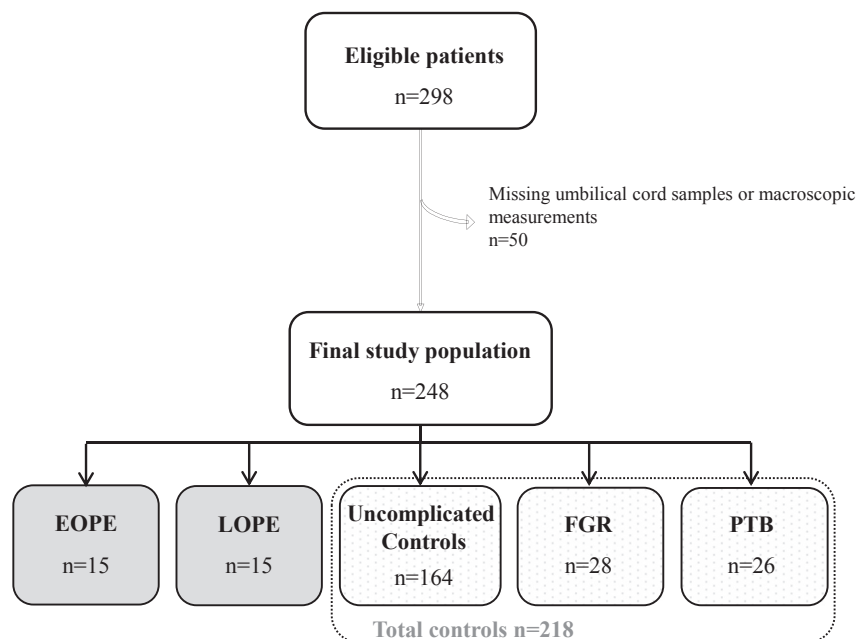 Eligible patients
n=298
Missing umbilical cord samples or macroscopic
measurements
n=50
Final study population
n=248
EOPE
n=15
LOPE
n=15
Uncomplicated
Controls
n=164
FGR
n=28
PTB
n=26
Total controls n=218